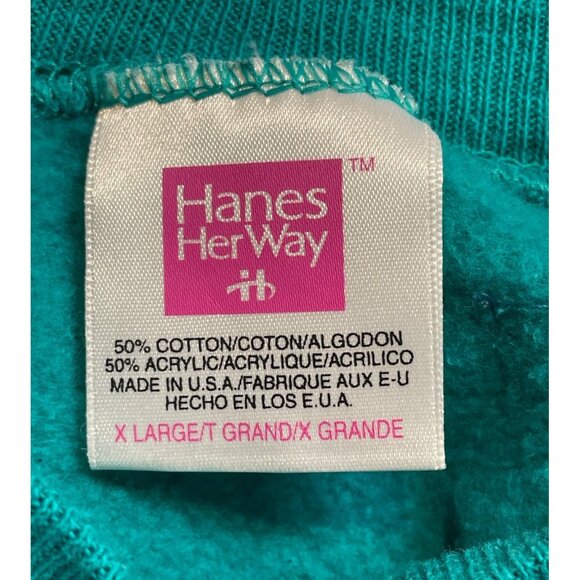 Hanes TM
HerWay
50% COTTON/COTON/ALGODON
50% ACRYLIC/ACRYLIQUE/ACRILICO
MADE IN U.S.A./FABRIQUE AUX E-U
HECHO EN LOS E.U.A.
X LARGE/T GRAND/X GRANDE